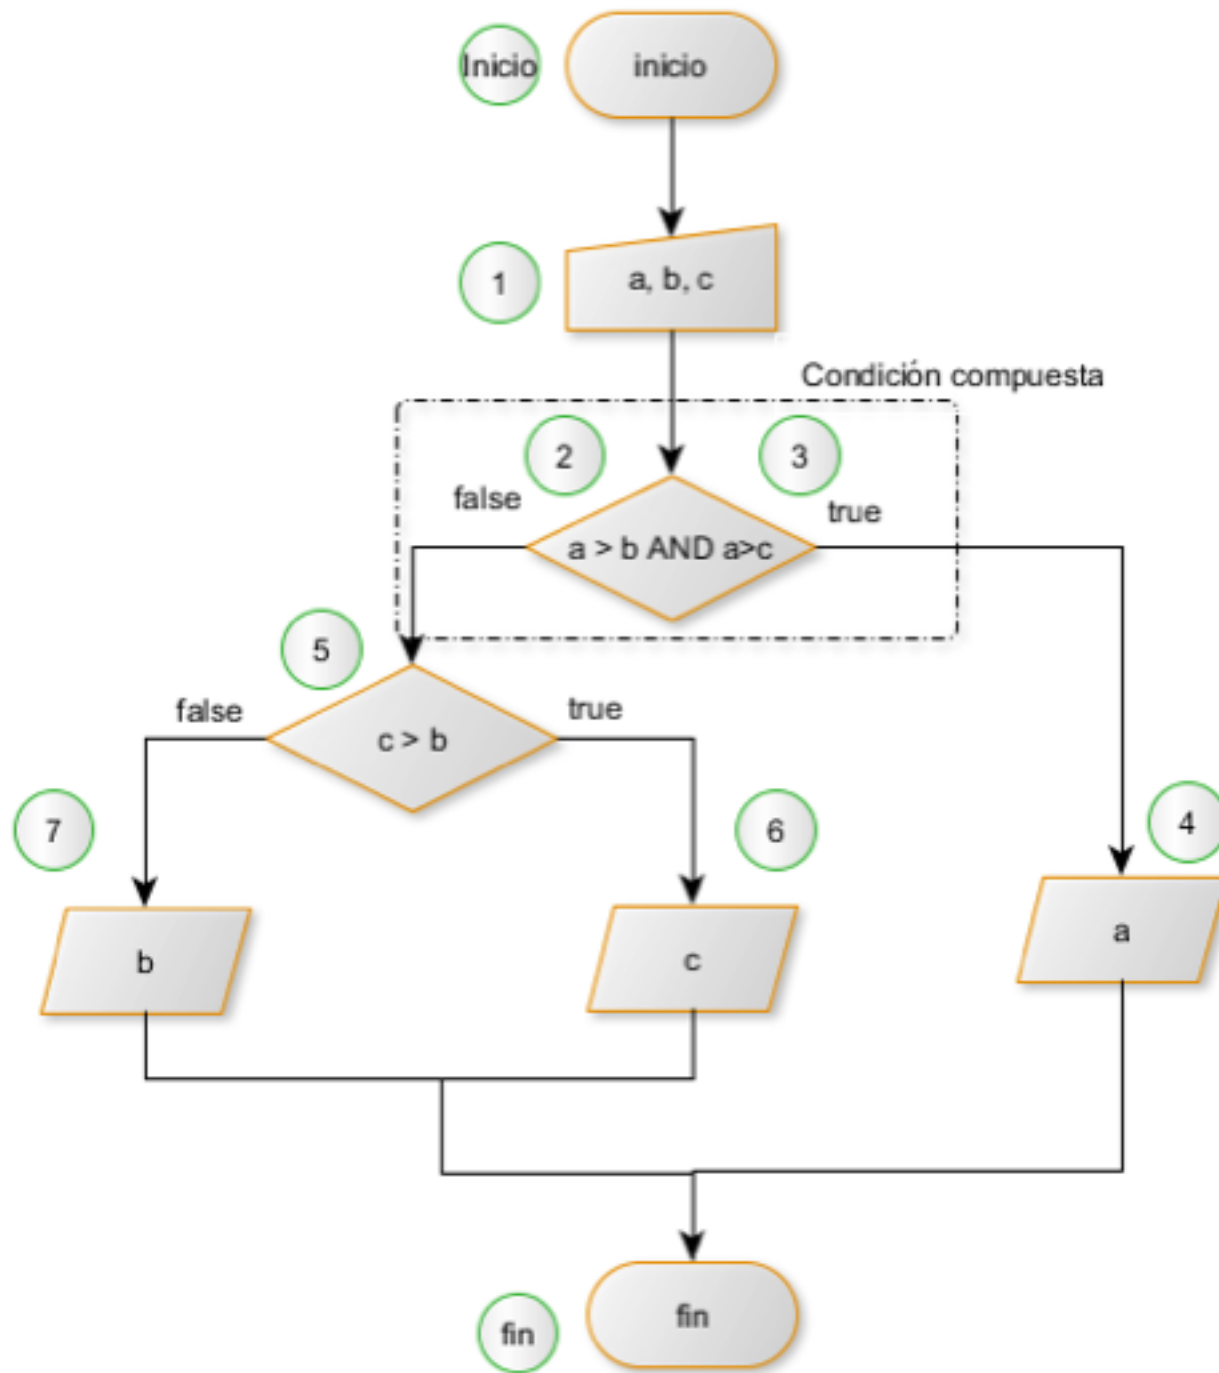 Inicio
inicio
1
a, b, c
Condición compuesta
2
3
false
true
a > b AND a>c
5
false
true
c > b
7
6
4
b
c
a
fin
fin